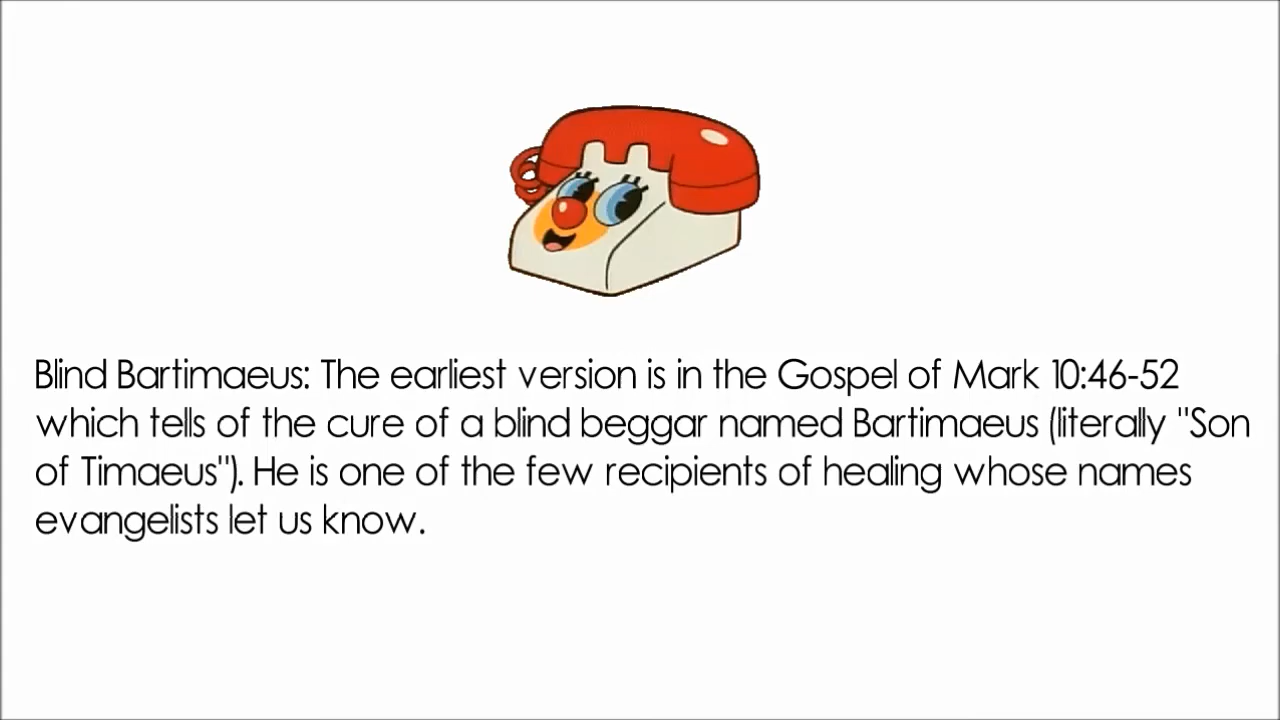 Blind Bartimaeus: The earliest version is in the Gospel of Mark 10:46-52
which tells of the cure of a blind beggar named Bartimaeus (literally "Son
of Timaeus"). He is one of the few recipients of healing whose names
evangelists let us know.